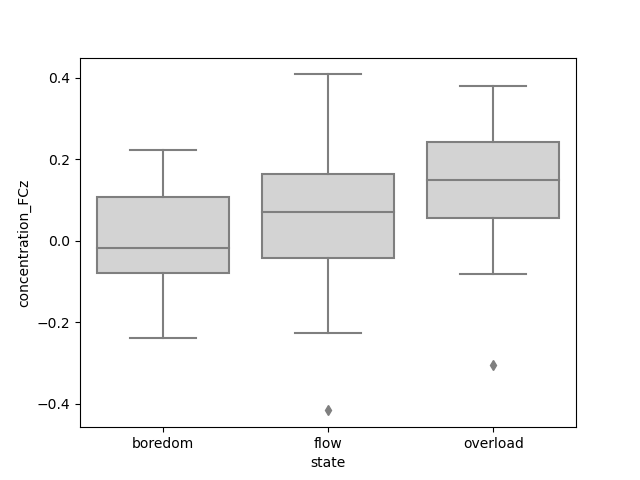 0.4
0.2
0.0
−0.2
−0.4
concentration_FCz
boredom
flow
overload
state